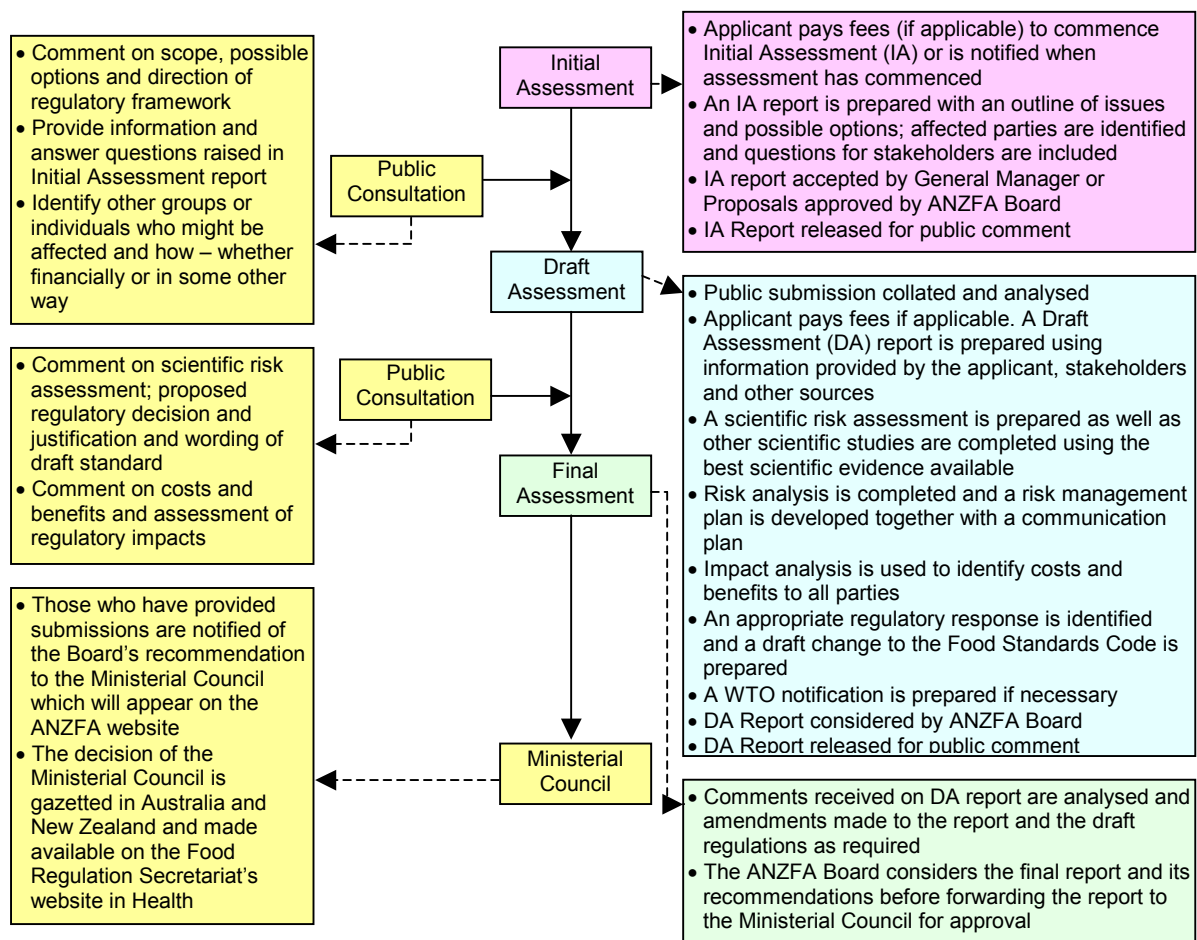 • Comment on scope, possible
options and direction of
regulatory framework
• Provide information and
answer questions raised in
Initial Assessment report
• Identify other groups or
individuals who might be
affected and how – whether
financially or in some other
way
Initial
Assessment
• Applicant pays fees (if applicable) to commence
Initial Assessment (IA) or is notified when
assessment has commenced
• An IA report is prepared with an outline of issues
and possible options; affected parties are identified
and questions for stakeholders are included
• IA report accepted by General Manager or
Proposals approved by ANZFA Board
• IA Report released for public comment
Public
Consultation
Draft
Assessment
• Public submission collated and analysed
• Applicant pays fees if applicable. A Draft
Assessment (DA) report is prepared using
information provided by the applicant, stakeholders
and other sources
• A scientific risk assessment is prepared as well as
other scientific studies are completed using the
best scientific evidence available
• Risk analysis is completed and a risk management
plan is developed together with a communication
plan
• Impact analysis is used to identify costs and
benefits to all parties
• An appropriate regulatory response is identified
and a draft change to the Food Standards Code is
prepared
• A WTO notification is prepared if necessary
• DA Report considered by ANZFA Board
• DA Report released for public comment
• Comment on scientific risk
assessment; proposed
regulatory decision and
justification and wording of
draft standard
• Comment on costs and
benefits and assessment of
regulatory impacts
Public
Consultation
Final
Assessment
• Those who have provided
submissions are notified of
the Board’s recommendation
to the Ministerial Council
which will appear on the
ANZFA website
• The decision of the
Ministerial Council is
gazetted in Australia and
New Zealand and made
available on the Food
Regulation Secretariat’s
website in Health
Ministerial
Council
• Comments received on DA report are analysed and
amendments made to the report and the draft
regulations as required
• The ANZFA Board considers the final report and its
recommendations before forwarding the report to
the Ministerial Council for approval